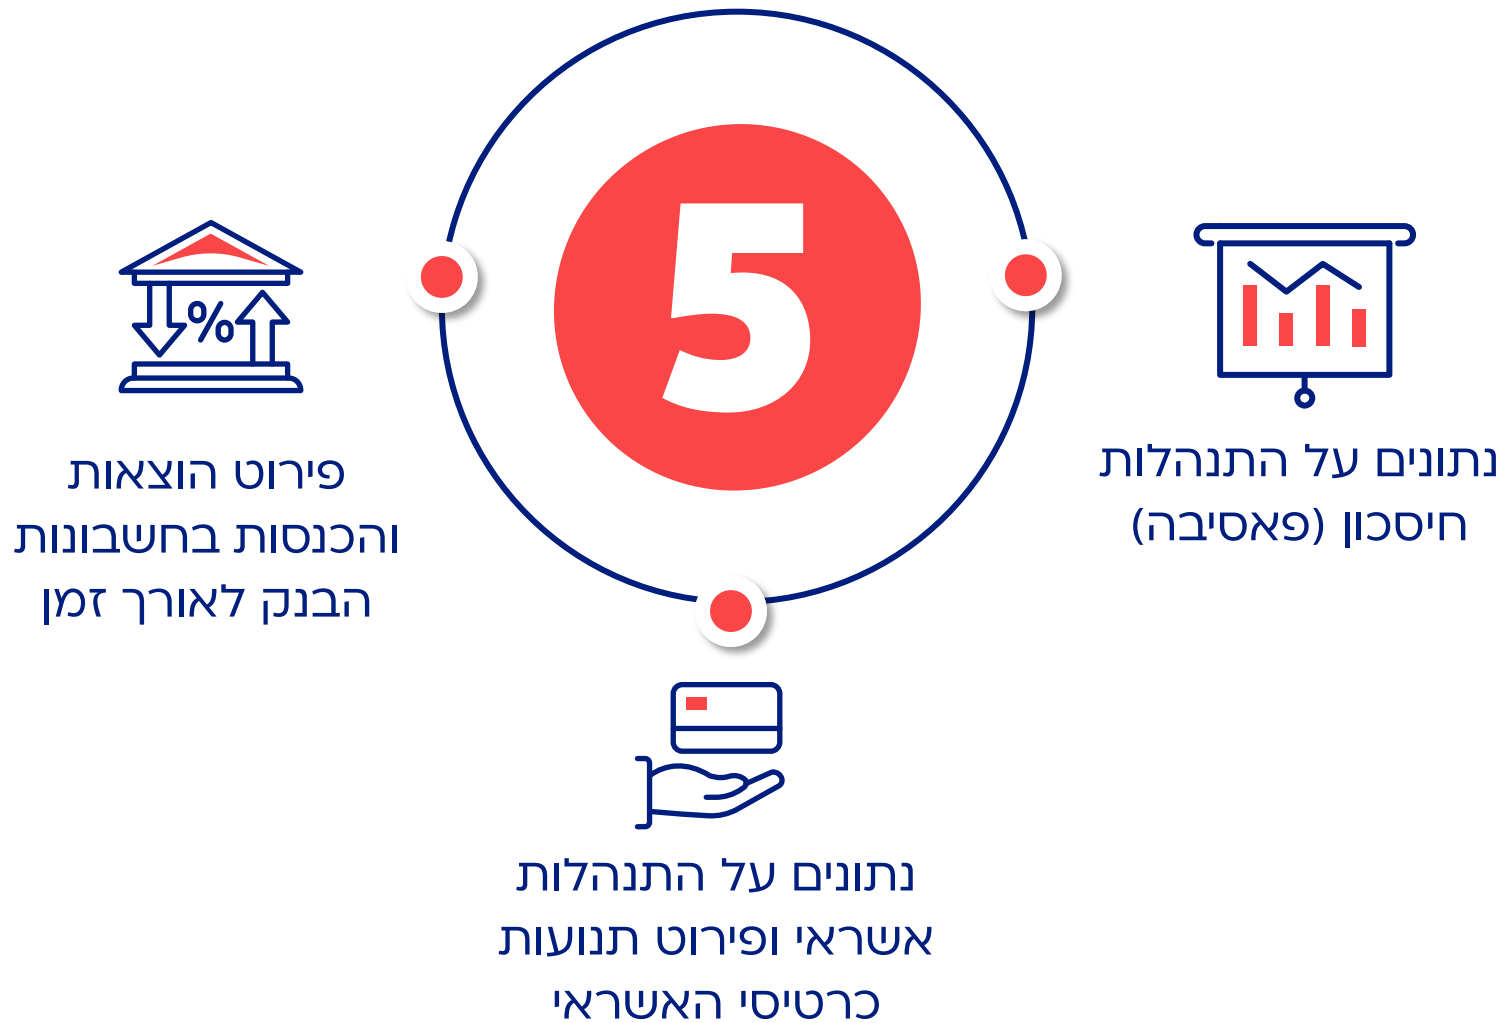 5
נתונים על התנהלות
חיסכון (פאסיבה)
פירוט הוצאות
והכנסות בחשבונות
הבנק לאורך זמן
%
נתונים על התנהלות
אשראי ופירוט תנועות
כרטיסי האשראי